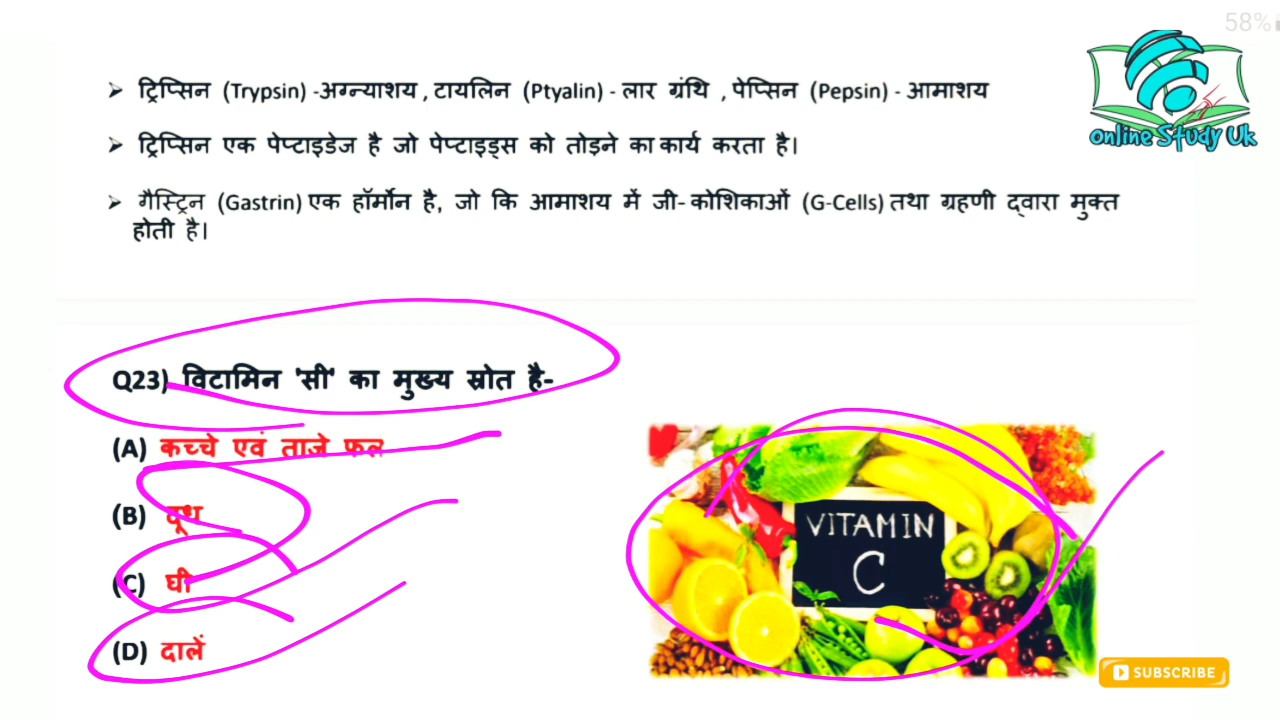 58%
Online Study Uk
➢ ट्रिप्सिन (Trypsin) -अग्न्याशय , टायलिन (Ptyalin) - लार ग्रंथि , पेप्सिन (Pepsin) - आमाशय
➢ ट्रिप्सिन एक पेप्टाइडेज है जो पेप्टाइड्स को तोड़ने का कार्य करता है।
➢ गैस्ट्रिन (Gastrin) एक हॉर्मोन है, जो कि आमाशय में जी- कोशिकाओं (G-Cells) तथा ग्रहणी द्वारा मुक्त
होती है।
Q23) विटामिन 'सी' का मुख्य स्रोत है-
(A) कच्चे एवं ताजे फल
(B) दूध
(C) घी
(D) दालें
VITAMIN
C
SUBSCRIBE